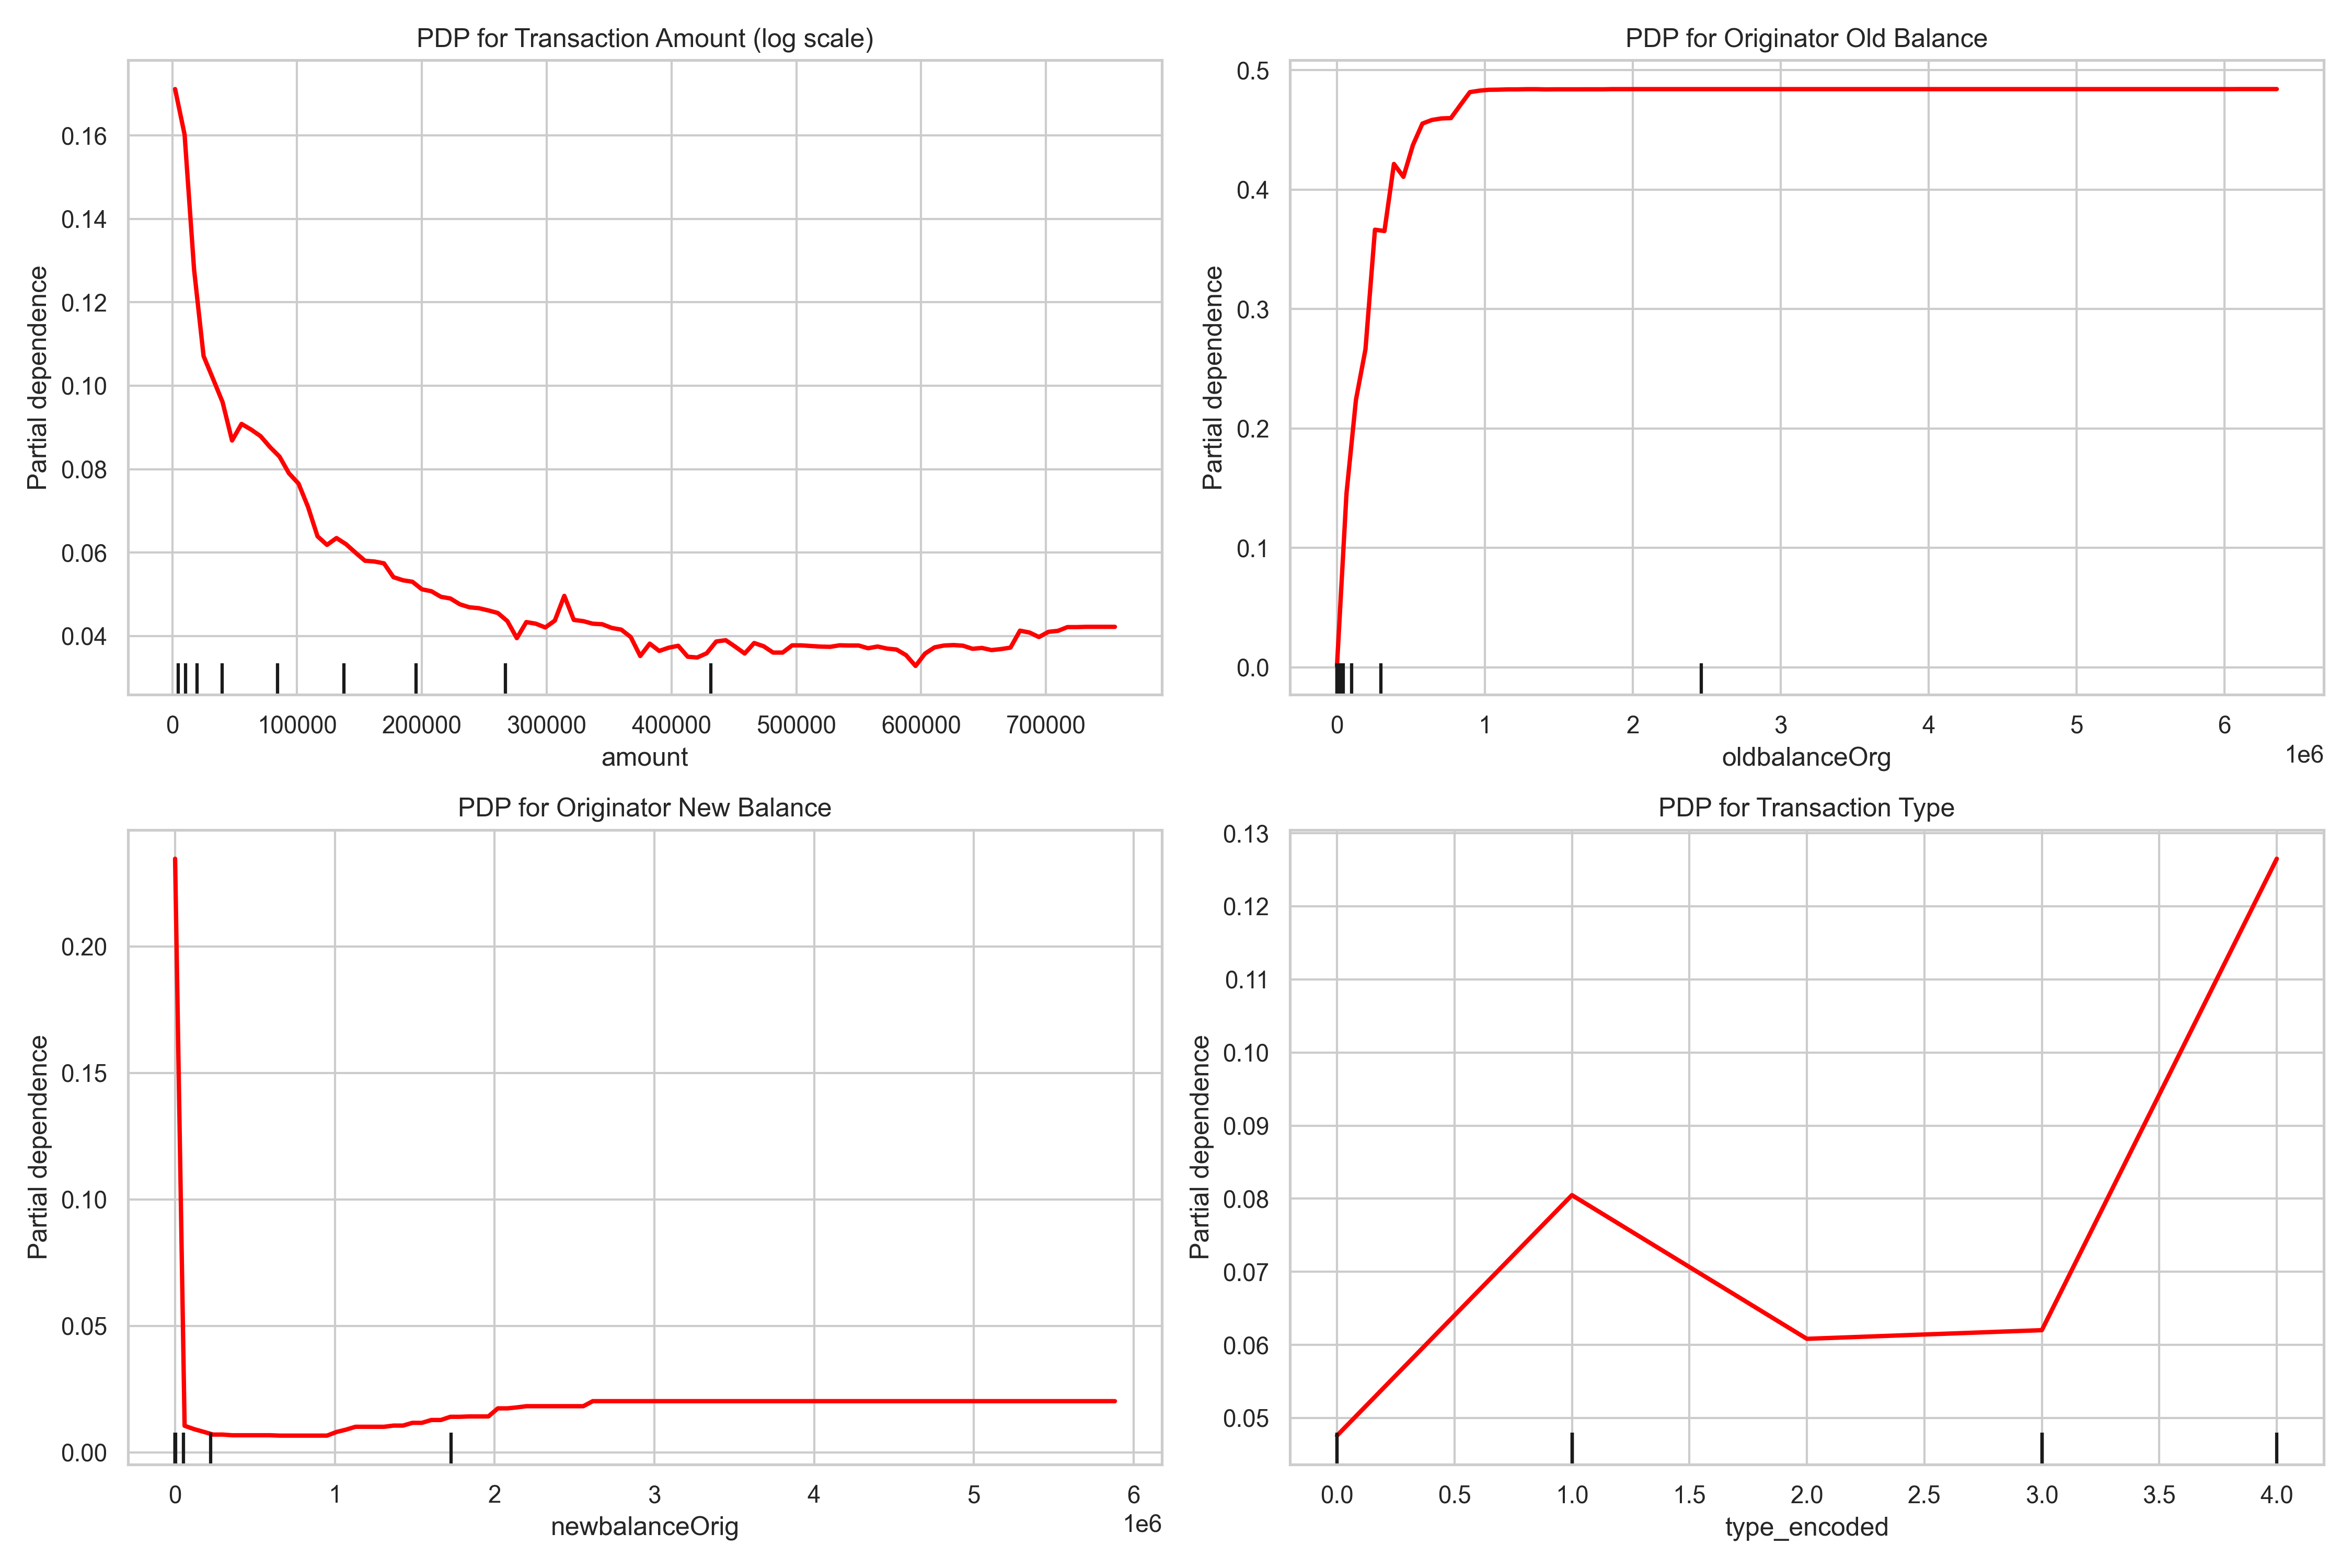 PDP for Transaction Amount (log scale)
Partial dependence
0.16
0.14
0.12
0.10
0.08
0.06
0.04
0 100000 200000 300000 400000 500000 600000 700000
amount
PDP for Originator Old Balance
Partial dependence
0.5
0.4
0.3
0.2
0.1
0.0
0 1 2 3 4 5 6
1e6
oldbalanceOrg
PDP for Originator New Balance
Partial dependence
0.20
0.15
0.10
0.05
0.00
0 1 2 3 4 5 6
1e6
newbalanceOrig
PDP for Transaction Type
Partial dependence
0.13
0.12
0.11
0.10
0.09
0.08
0.07
0.06
0.05
0.0 0.5 1.0 1.5 2.0 2.5 3.0 3.5 4.0
type_encoded